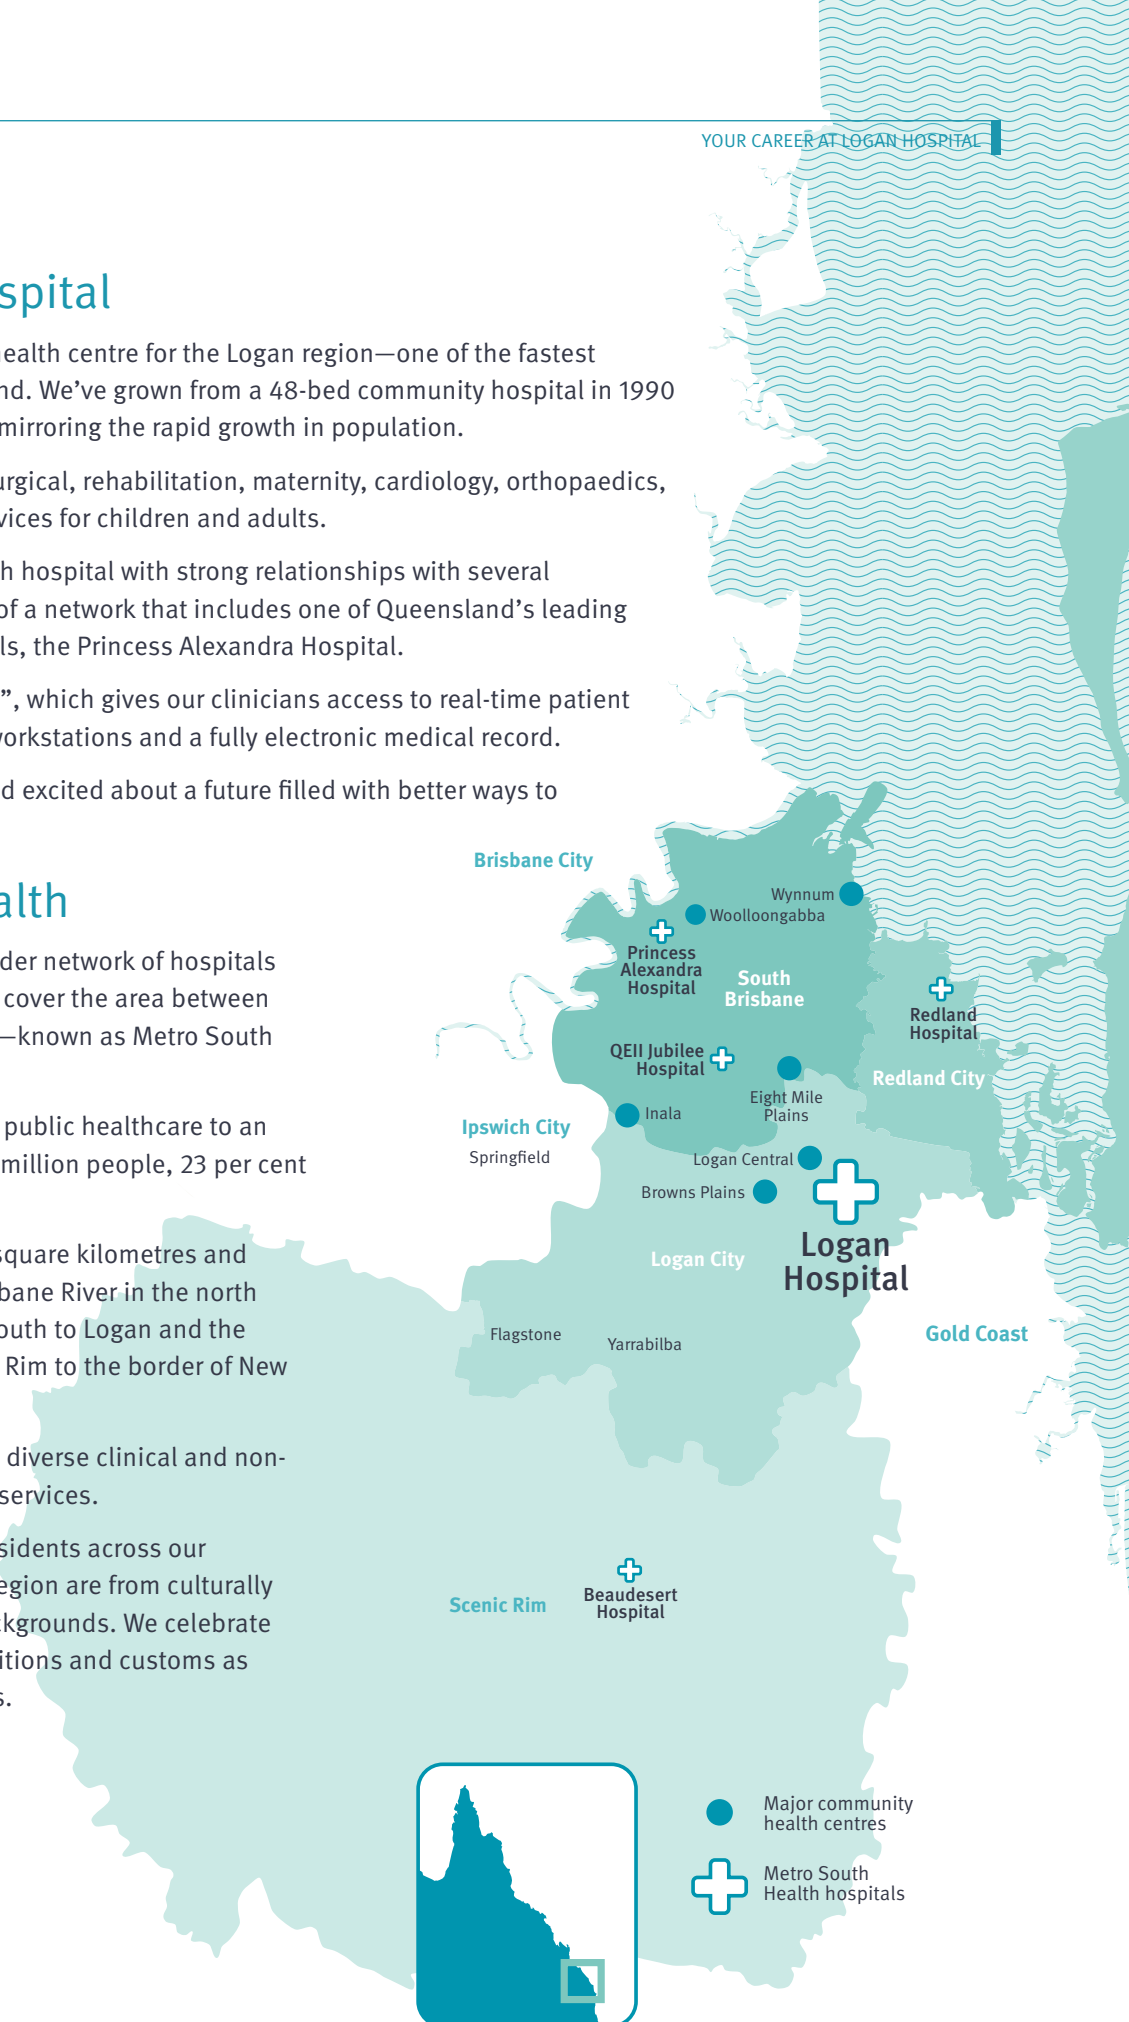 YOUR CAREER AT LOGAN HOSPITAL
spital
ealth centre for the Logan region—one of the fastest
nd. We’ve grown from a 48-bed community hospital in 1990
mirroring the rapid growth in population.
urgical, rehabilitation, maternity, cardiology, orthopaedics,
vices for children and adults.
h hospital with strong relationships with several
of a network that includes one of Queensland’s leading
ls, the Princess Alexandra Hospital.
”, which gives our clinicians access to real-time patient
workstations and a fully electronic medical record.
d excited about a future filled with better ways to
alth
der network of hospitals
cover the area between
—known as Metro South
public healthcare to an
million people, 23 per cent
square kilometres and
bane River in the north
outh to Logan and the
Rim to the border of New
diverse clinical and non-
services.
sidents across our
egion are from culturally
kgrounds. We celebrate
itions and customs as
s.
Brisbane City
Wynnum
Woolloongabba
Princess
Alexandra
Hospital
South
Brisbane
Redland
Hospital
QEII Jubilee
Hospital
Redland City
Eight Mile
Plains
Inala
Ipswich City
Springfield
Logan Central
Browns Plains
Logan
Hospital
Logan City
Flagstone
Yarrabilba
Gold Coast
Scenic Rim
Beaudesert
Hospital
Major community
health centres
Metro South
Health hospitals